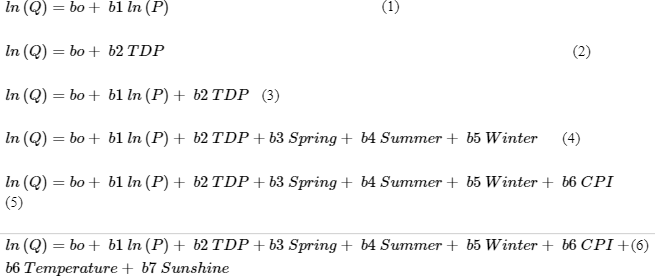 ln (Q) = bo + b1 ln (P) (1)
ln (Q) = bo + b2 TDP (2)
ln (Q) = bo + b1 ln (P) + b2 TDP (3)
ln (Q) = bo + b1 ln (P) + b2 TDP + b3 Spring + b4 Summer + b5 Winter (4)
ln (Q) = bo + b1 ln (P) + b2 TDP + b3 Spring + b4 Summer + b5 Winter + b6 CPI
(5)
ln (Q) = bo + b1 ln (P) + b2 TDP + b3 Spring + b4 Summer + b5 Winter + b6 CPI + (6)
b6 Temperature + b7 Sunshine